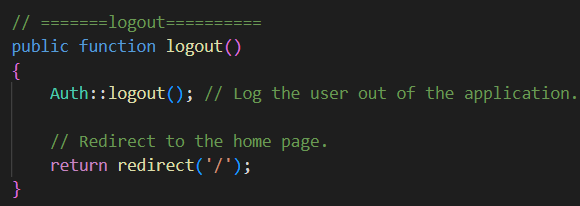 // =======logout==========
public function logout()
{
Auth::logout(); // Log the user out of the application.
// Redirect to the home page.
return redirect('/');
}